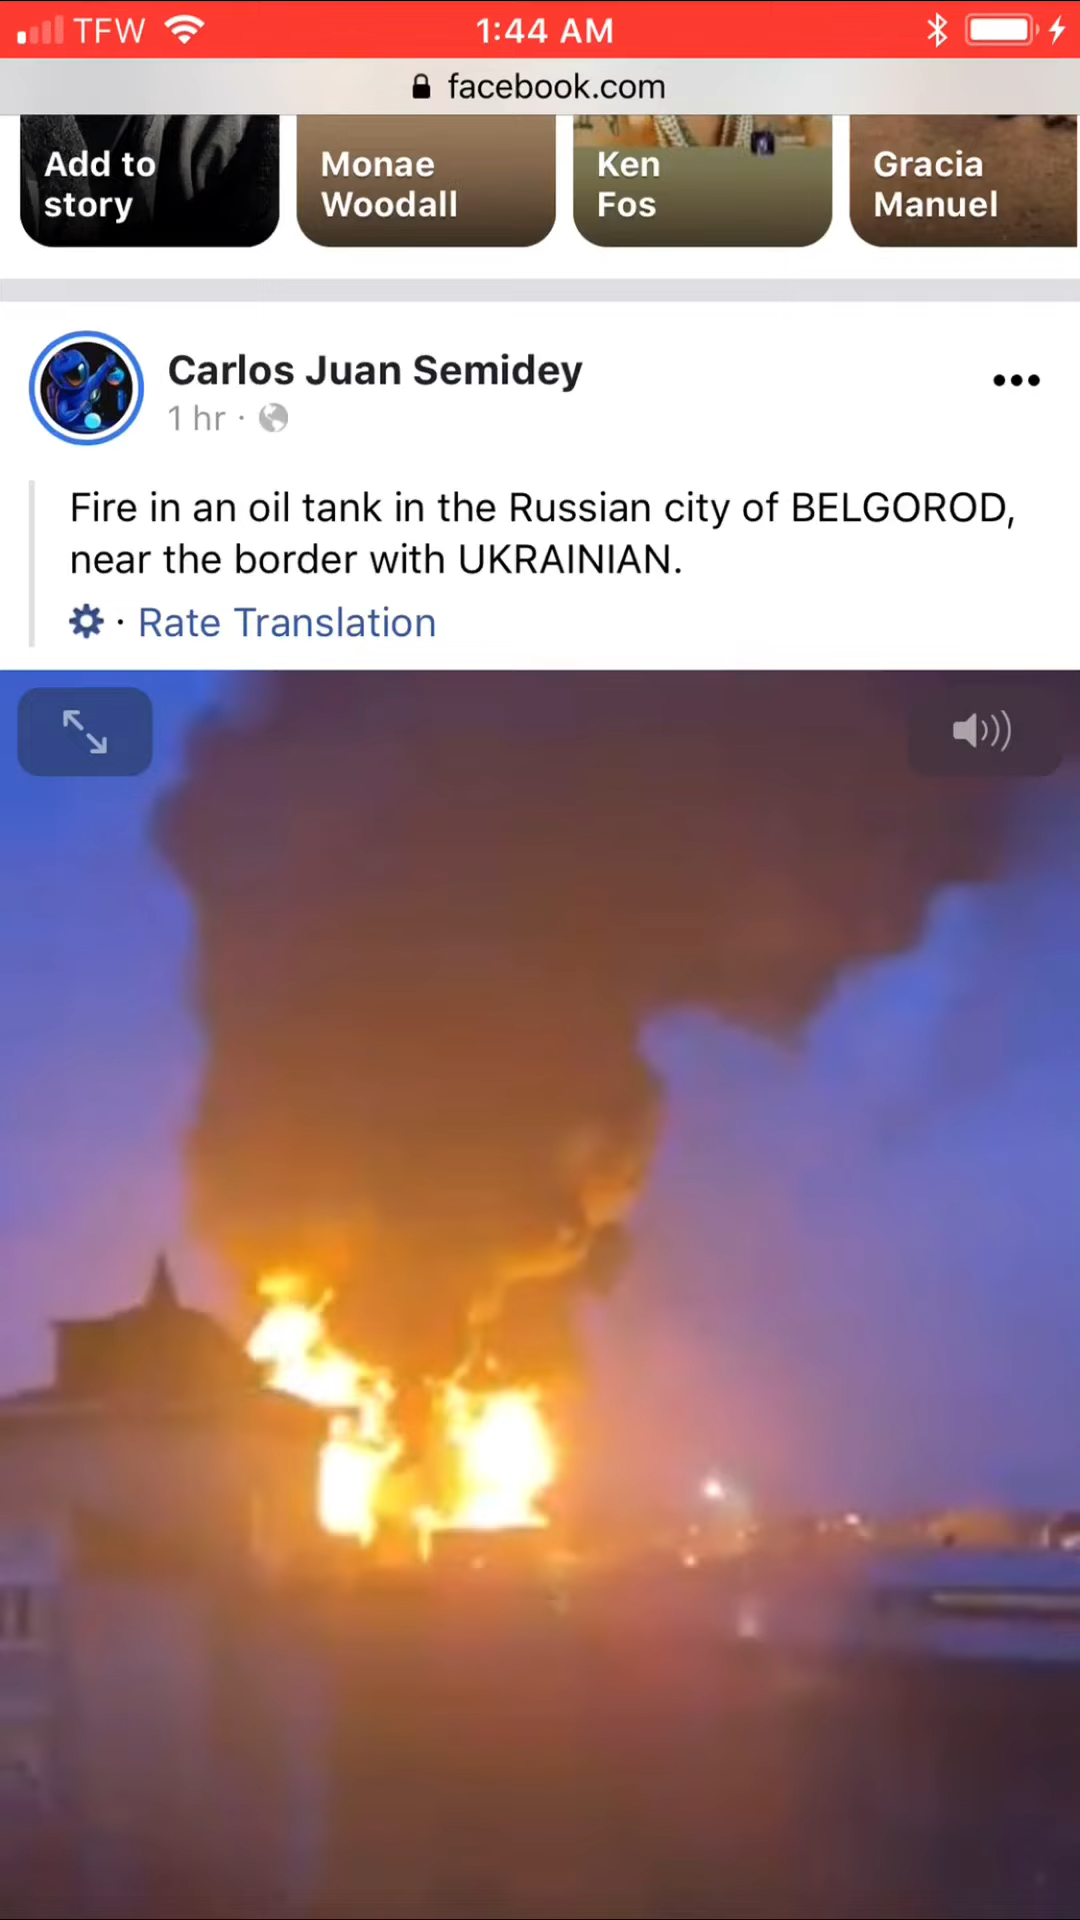 TFW 1:44 AM
facebook.com
Add to
story
Monae
Woodall
Ken
Fos
Gracia
Manuel
Carlos Juan Semidey
1 hr ·
Fire in an oil tank in the Russian city of BELGOROD,
near the border with UKRAINIAN.
· Rate Translation